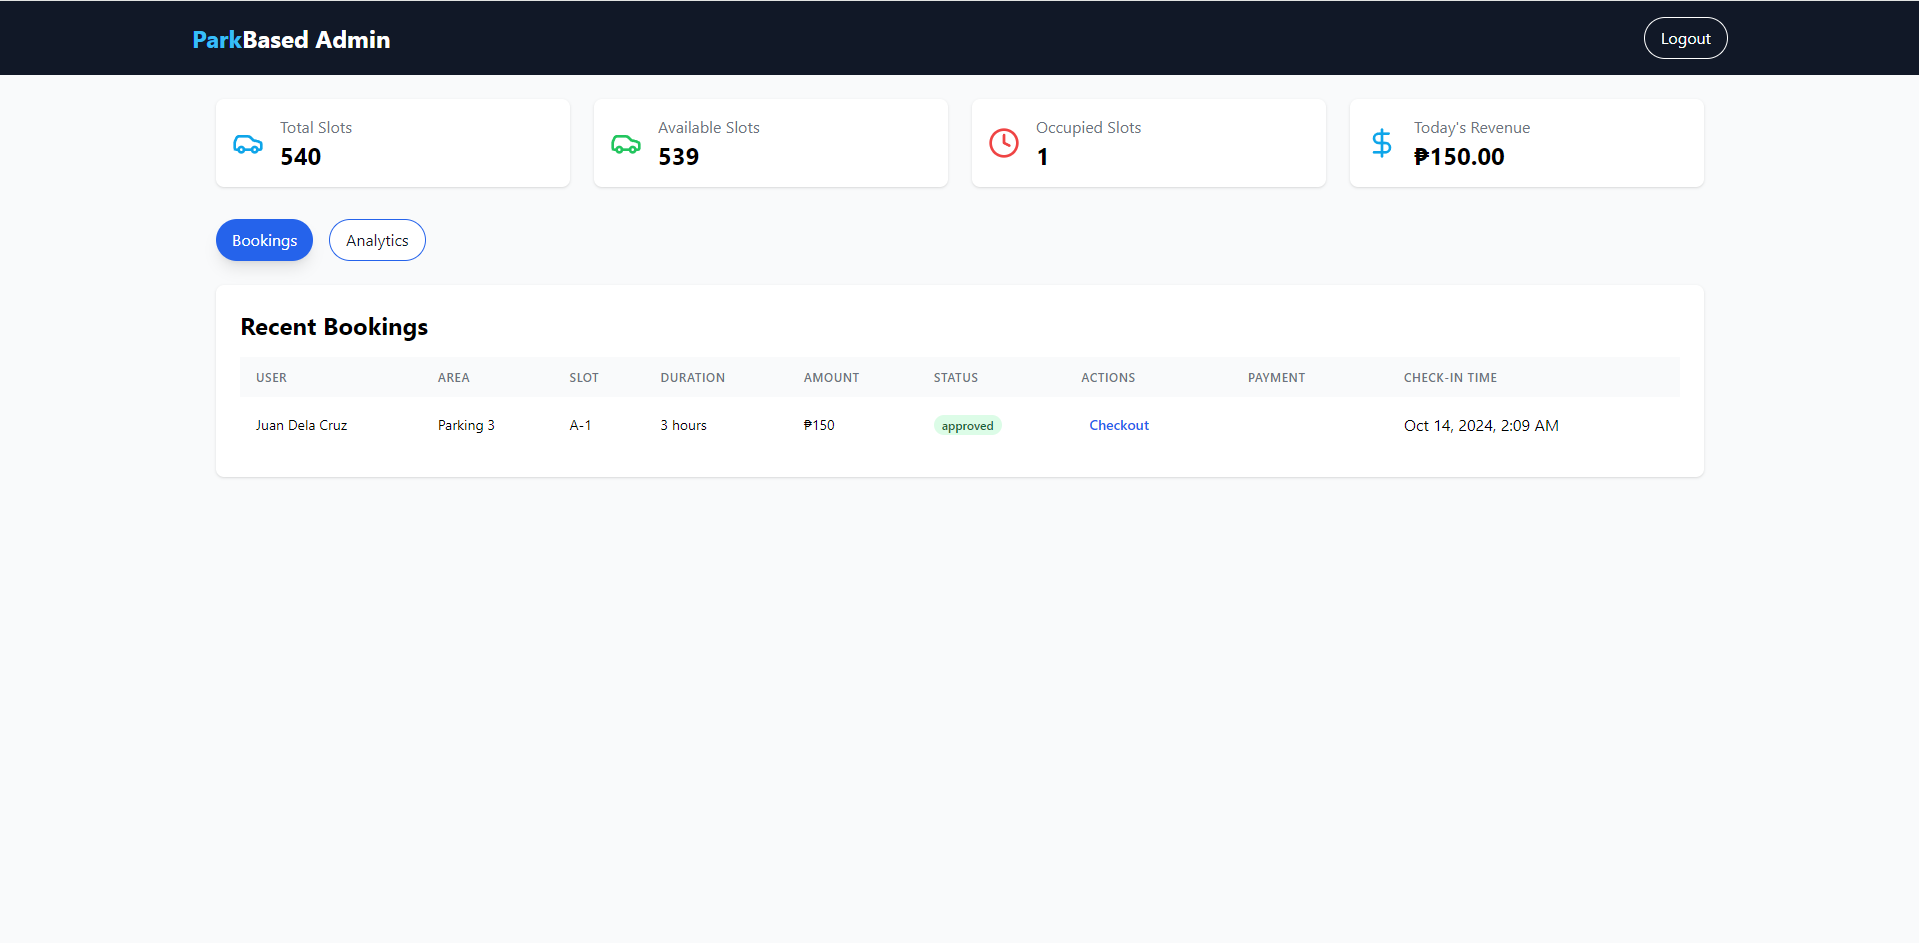 ParkBased Admin
Logout
Total Slots
540
Available Slots
539
Occupied Slots
1
Today's Revenue
₱150.00
Bookings
Analytics
Recent Bookings
USER AREA SLOT DURATION AMOUNT STATUS ACTIONS PAYMENT CHECK-IN TIME
Juan Dela Cruz Parking 3 A-1 3 hours ₱150 approved Checkout Oct 14, 2024, 2:09 AM